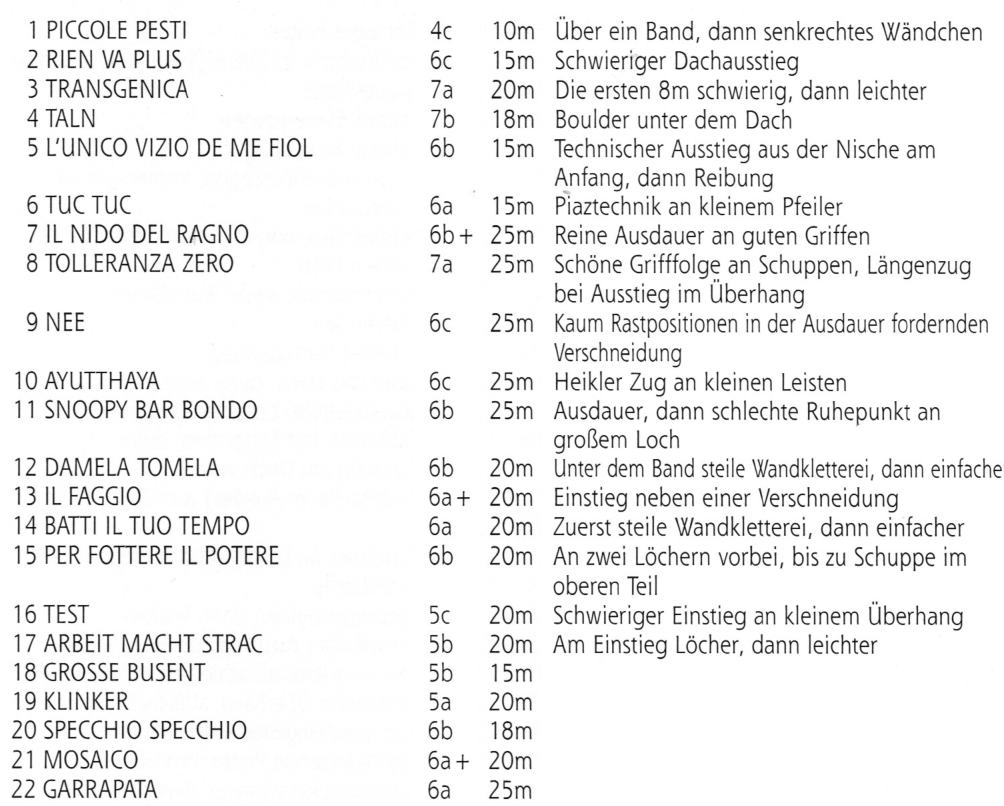 1 PICCOLE PESTI 4c 10m Über ein Band, dann senkrechtes Wändchen
2 RIEN VA PLUS 6c 15m Schwieriger Dachausstieg
3 TRANSGENICA 7a 20m Die ersten 8m schwierig, dann leichter
4 TALN 7b 18m Boulder unter dem Dach
5 L'UNICO VIZIO DE ME FIOL 6b 15m Technischer Ausstieg aus der Nische am
Anfang, dann Reibung
6 TUC TUC 6a 15m Piaztechnik an kleinem Pfeiler
7 IL NIDO DEL RAGNO 6b+ 25m Reine Ausdauer an guten Griffen
8 TOLLERANZA ZERO 7a 25m Schöne Grifffolge an Schuppen, Längenzug
bei Ausstieg im Überhang
9 NEE 6c 25m Kaum Rastpositionen in der Ausdauer fordernden
Verschneidung
10 AYUTTHAYA 6c 25m Heikler Zug an kleinen Leisten
11 SNOOPY BAR BONDO 6b 25m Ausdauer, dann schlechte Ruhepunkt an
großem Loch
12 DAMELA TOMELA 6b 20m Unter dem Band steile Wandkletterei, dann einfache
13 IL FAGGIO 6a+ 20m Einstieg neben einer Verschneidung
14 BATTI IL TUO TEMPO 6a 20m Zuerst steile Wandkletterei, dann einfacher
15 PER FOTTERE IL POTERE 6b 20m An zwei Löchern vorbei, bis zu Schuppe im
oberen Teil
16 TEST 5c 20m Schwieriger Einstieg an kleinem Überhang
17 ARBEIT MACHT STRAC 5b 20m Am Einstieg Löcher, dann leichter
18 GROSSE BUSENT 5b 15m
19 KLINKER 5a 20m
20 SPECCHIO SPECCHIO 6b 18m
21 MOSAICO 6a+ 20m
22 GARRAPATA 6a 25m